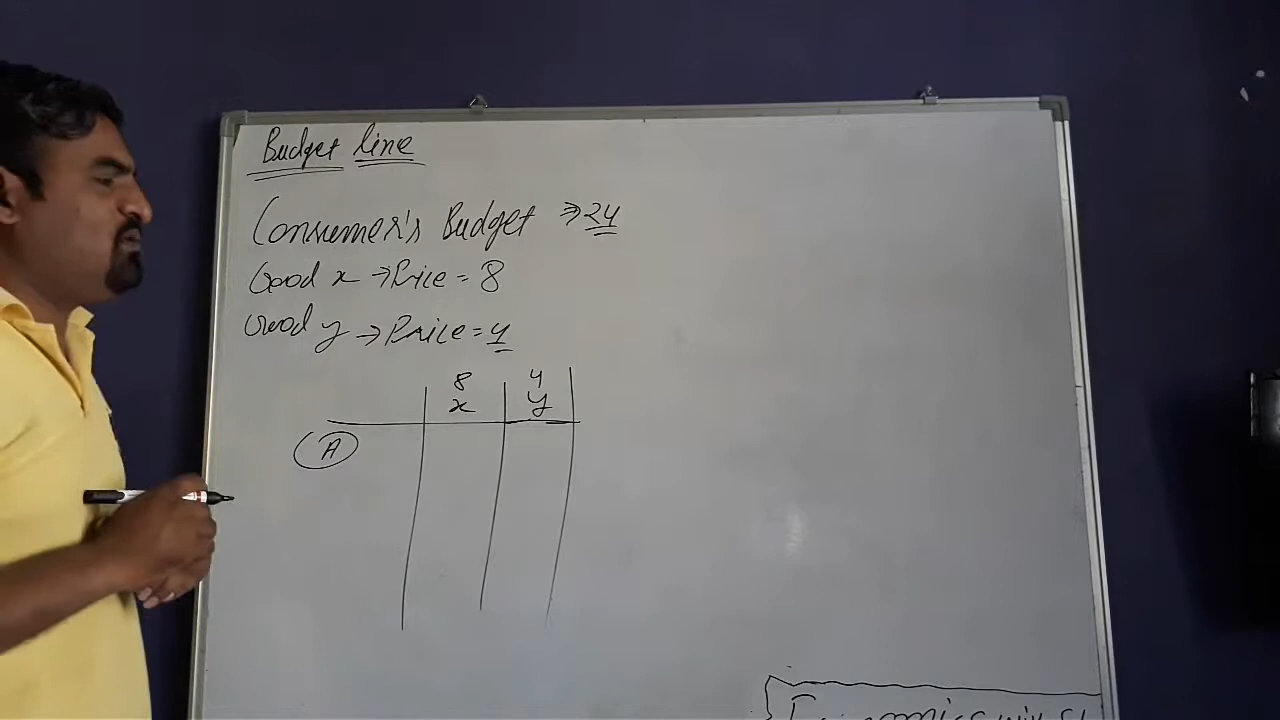 Budget line
Consumer's Budget ⇒ 24
Good x → Price = 8
Good y → Price = 4
8 4
x y
A